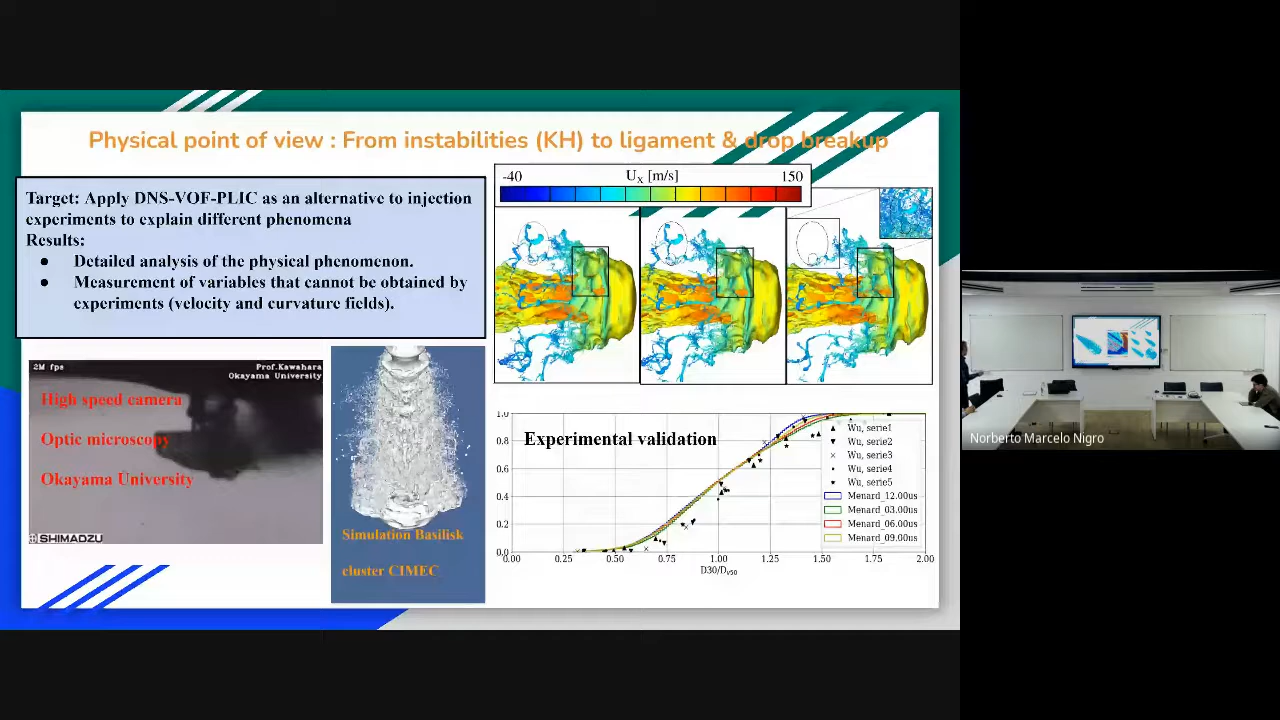 Physical point of view : From instabilities (KH) to ligament & drop breakup
Target: Apply DNS-VOF-PLIC as an alternative to injection
experiments to explain different phenomena
Results:
● Detailed analysis of the physical phenomenon.
● Measurement of variables that cannot be obtained by
experiments (velocity and curvature fields).
-40 Uₓ [m/s] 150
2M fps
Prof.Kawahara
Okayama University
High speed camera
Optic microscopy
Okayama University
SHIMADZU
Simulation Basilisk
cluster CIMEC
Experimental validation
1.0
0.8
0.6
0.4
0.2
0.0
0.00 0.25 0.50 0.75 1.00 1.25 1.50 1.75 2.00
D30/Dᵥ₅₀
Wu, serie1
Wu, serie2
Wu, serie3
Wu, serie4
Wu, serie5
Menard_12.00us
Menard_03.00us
Menard_06.00us
Menard_09.00us
Norberto Marcelo Nigro